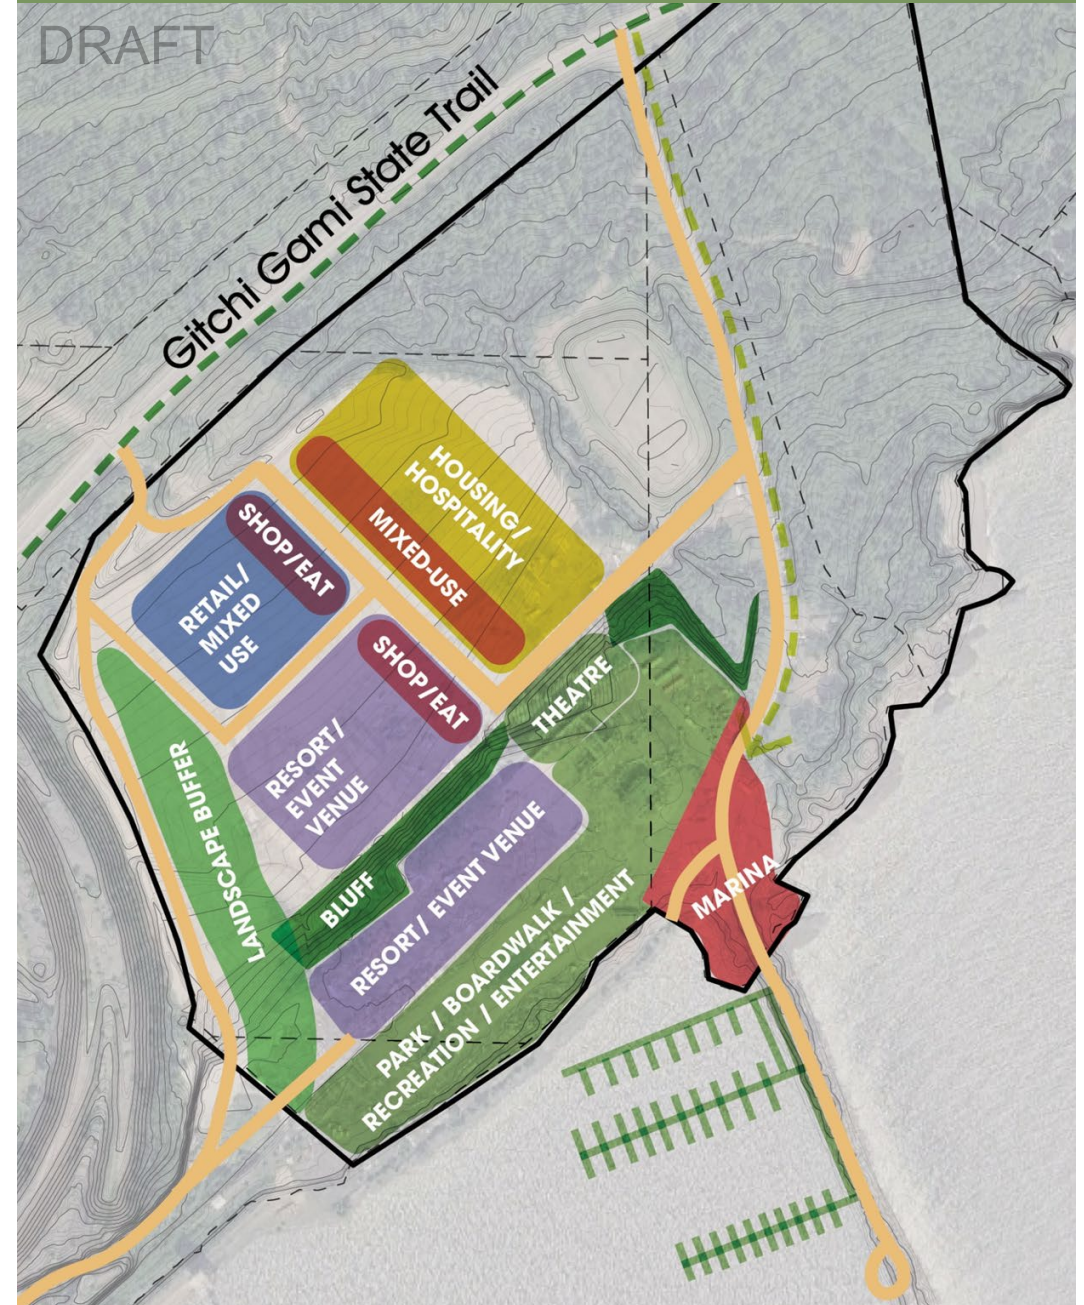 DRAFT
Gitchi Gami State Trail
HOUSING/
HOSPITALITY
MIXED-USE
SHOP/EAT
RETAIL/
MIXED
USE
SHOP/EAT
THEATRE
RESORT/
EVENT
VENUE
LANDSCAPE BUFFER
BLUFF
RESORT/ EVENT VENUE
MARINA
PARK / BOARDWALK /
RECREATION / ENTERTAINMENT